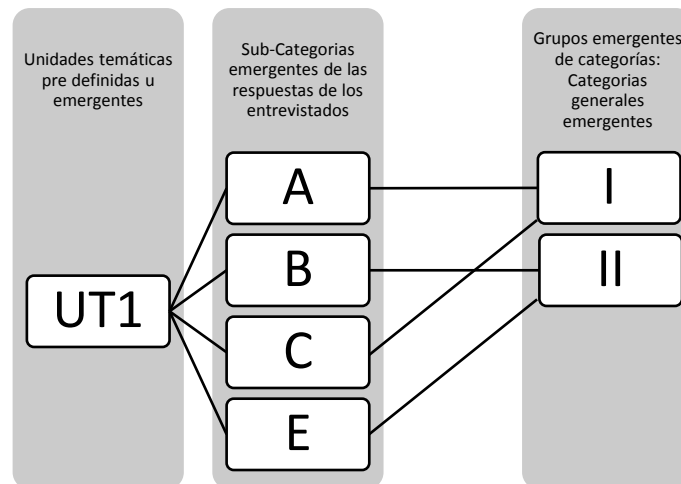 Unidades temáticas
pre definidas u
emergentes
Sub-Categorias
emergentes de las
respuestas de los
entrevistados
Grupos emergentes
de categorías:
Categorias
generales
emergentes
UT1
A
B
C
E
I
II